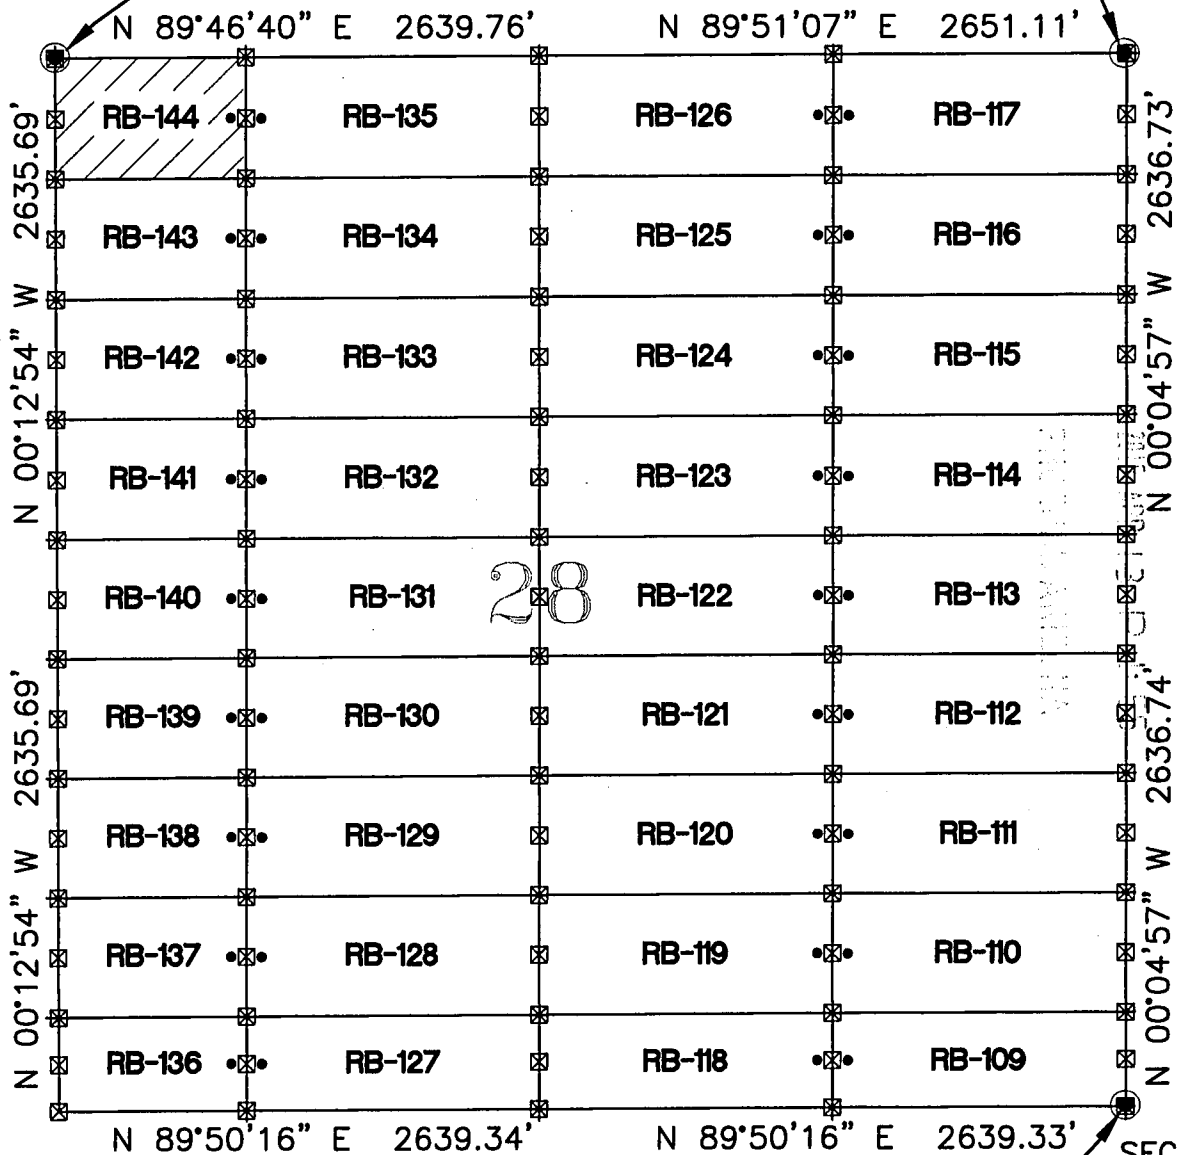 N 89°46'40" E 2639.76' N 89°51'07" E 2651.11'
N 00°12'54" W 2635.69'
N 00°04'57" W 2636.73'
RB-144 RB-135 RB-126 RB-117
RB-143 RB-134 RB-125 RB-116
RB-142 RB-133 RB-124 RB-115
RB-141 RB-132 RB-123 RB-114
RB-140 RB-131 28 RB-122 RB-113
RB-139 RB-130 RB-121 RB-112
RB-138 RB-129 RB-120 RB-111
RB-137 RB-128 RB-119 RB-110
RB-136 RB-127 RB-118 RB-109
N 00°12'54" W 2635.69'
N 00°04'57" W 2636.74'
N 89°50'16" E 2639.34' N 89°50'16" E 2639.33'
SEC